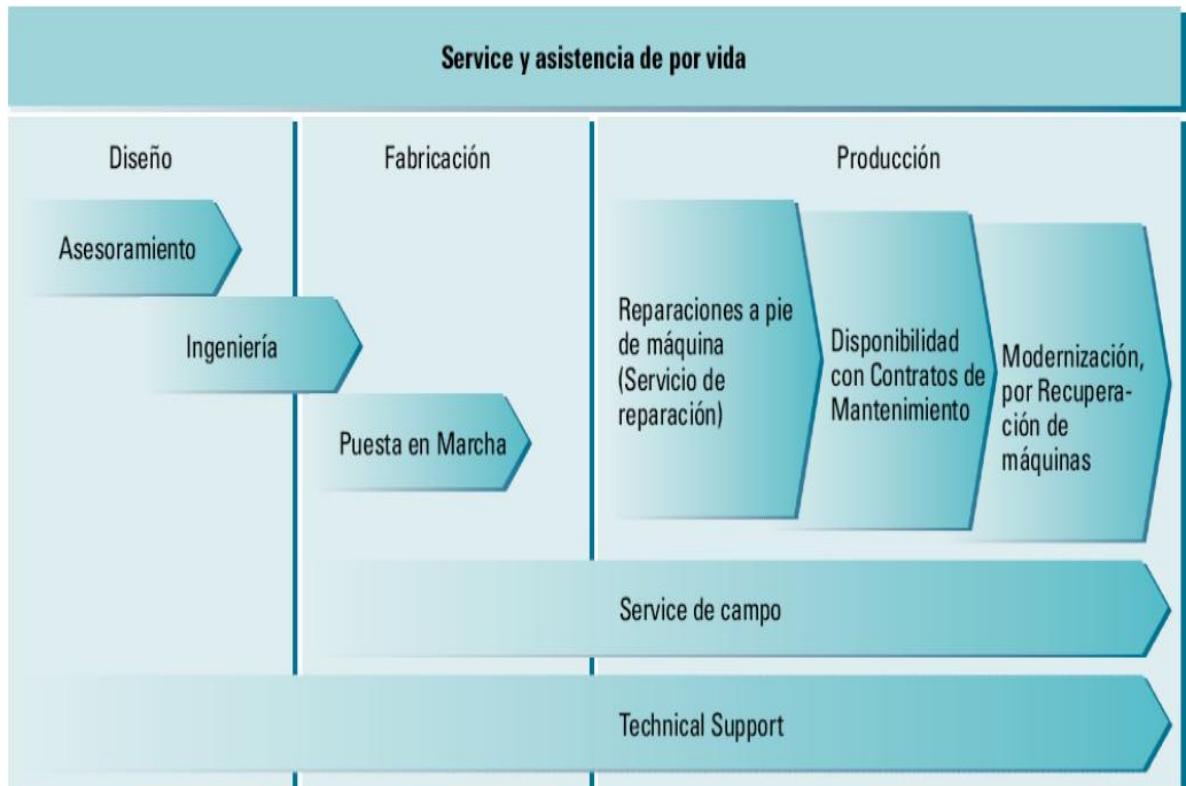 Service y asistencia de por vida
Diseño
Fabricación
Producción
Asesoramiento
Ingeniería
Puesta en Marcha
Reparaciones a pie
de máquina
(Servicio de
reparación)
Disponibilidad
con Contratos de
Mantenimiento
Modernización,
por Recupera-
ción de
máquinas
Service de campo
Technical Support